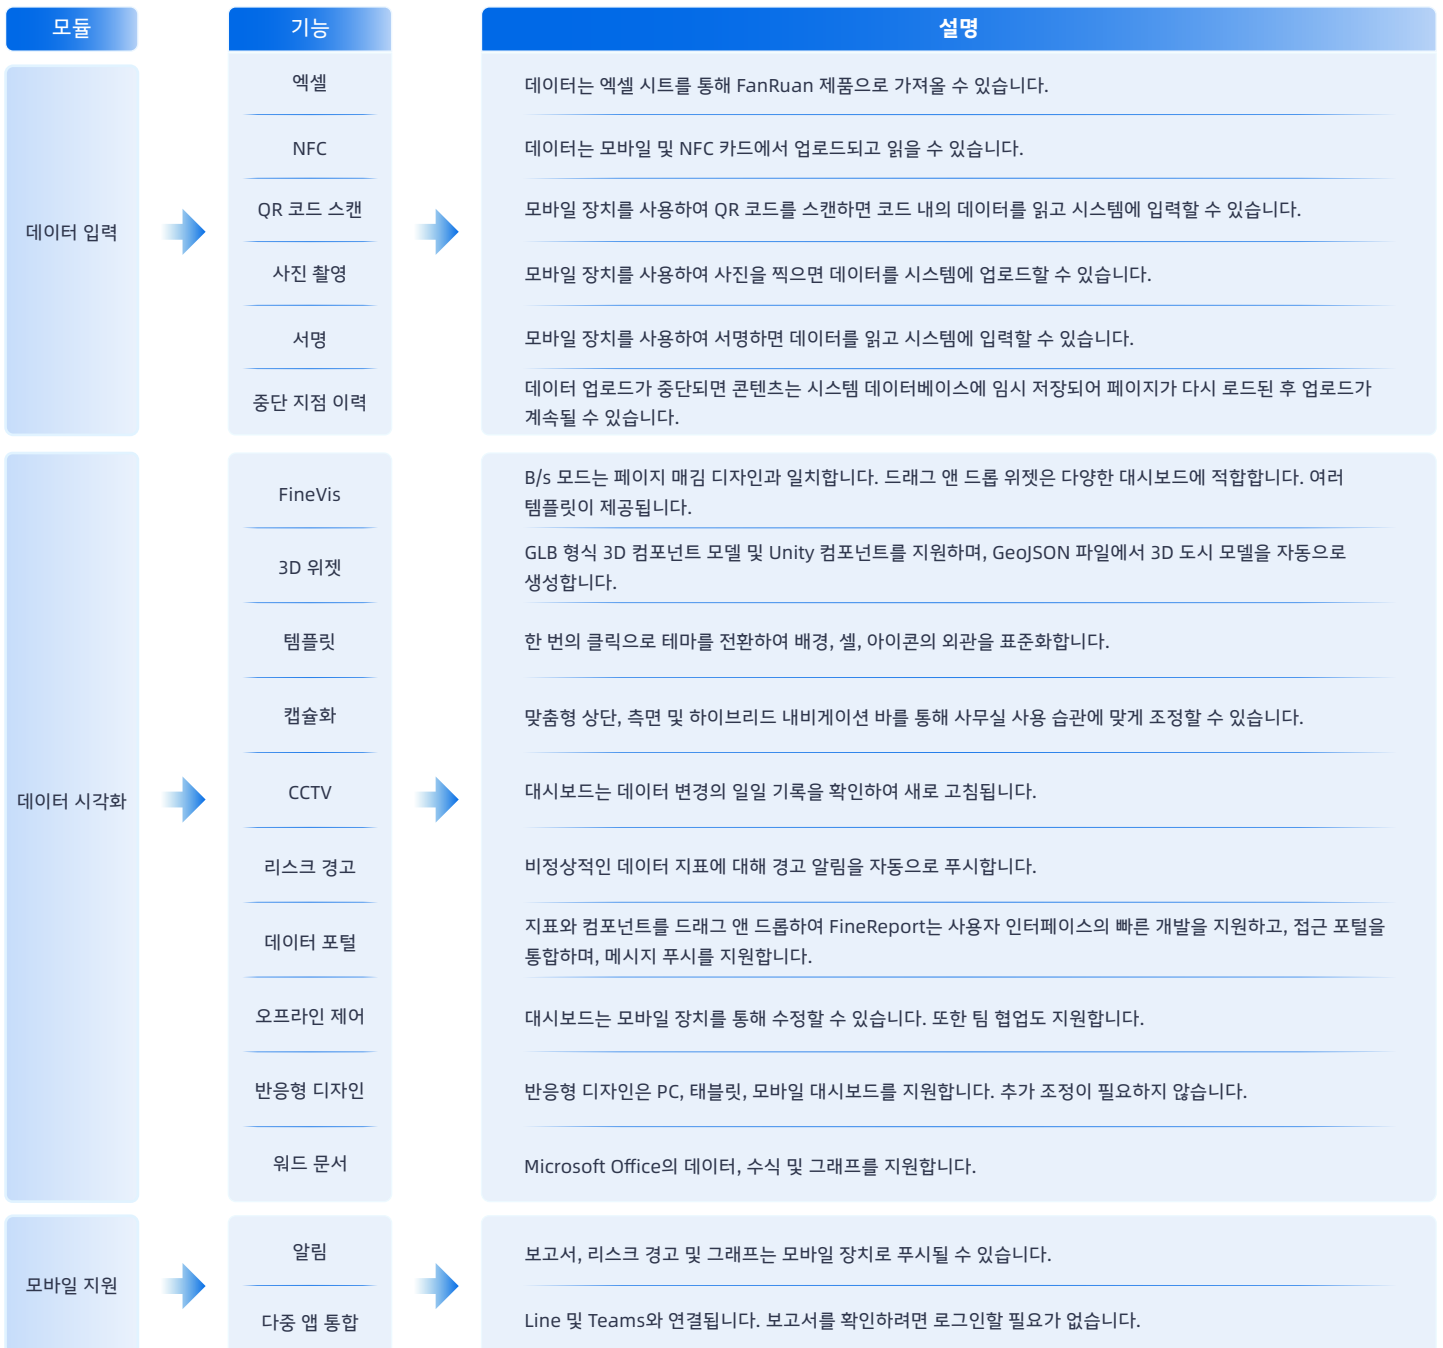 모듈
기능
설명
데이터 입력
엑셀
데이터는 엑셀 시트를 통해 FanRuan 제품으로 가져올 수 있습니다.
NFC
데이터는 모바일 및 NFC 카드에서 업로드되고 읽을 수 있습니다.
QR 코드 스캔
모바일 장치를 사용하여 QR 코드를 스캔하면 코드 내의 데이터를 읽고 시스템에 입력할 수 있습니다.
사진 촬영
모바일 장치를 사용하여 사진을 찍으면 데이터를 시스템에 업로드할 수 있습니다.
서명
모바일 장치를 사용하여 서명하면 데이터를 읽고 시스템에 입력할 수 있습니다.
중단 지점 이력
데이터 업로드가 중단되면 콘텐츠는 시스템 데이터베이스에 임시 저장되어 페이지가 다시 로드된 후 업로드가
계속될 수 있습니다.
데이터 시각화
FineVis
B/s 모드는 페이지 매김 디자인과 일치합니다. 드래그 앤 드롭 위젯은 다양한 대시보드에 적합합니다. 여러
템플릿이 제공됩니다.
3D 위젯
GLB 형식 3D 컴포넌트 모델 및 Unity 컴포넌트를 지원하며, GeoJSON 파일에서 3D 도시 모델을 자동으로
생성합니다.
템플릿
한 번의 클릭으로 테마를 전환하여 배경, 셀, 아이콘의 외관을 표준화합니다.
캡슐화
맞춤형 상단, 측면 및 하이브리드 내비게이션 바를 통해 사무실 사용 습관에 맞게 조정할 수 있습니다.
CCTV
대시보드는 데이터 변경의 일일 기록을 확인하여 새로 고침됩니다.
리스크 경고
비정상적인 데이터 지표에 대해 경고 알림을 자동으로 푸시합니다.
데이터 포털
지표와 컴포넌트를 드래그 앤 드롭하여 FineReport는 사용자 인터페이스의 빠른 개발을 지원하고, 접근 포털을
통합하며, 메시지 푸시를 지원합니다.
오프라인 제어
대시보드는 모바일 장치를 통해 수정할 수 있습니다. 또한 팀 협업도 지원합니다.
반응형 디자인
반응형 디자인은 PC, 태블릿, 모바일 대시보드를 지원합니다. 추가 조정이 필요하지 않습니다.
워드 문서
Microsoft Office의 데이터, 수식 및 그래프를 지원합니다.
모바일 지원
알림
보고서, 리스크 경고 및 그래프는 모바일 장치로 푸시될 수 있습니다.
다중 앱 통합
Line 및 Teams와 연결됩니다. 보고서를 확인하려면 로그인할 필요가 없습니다.